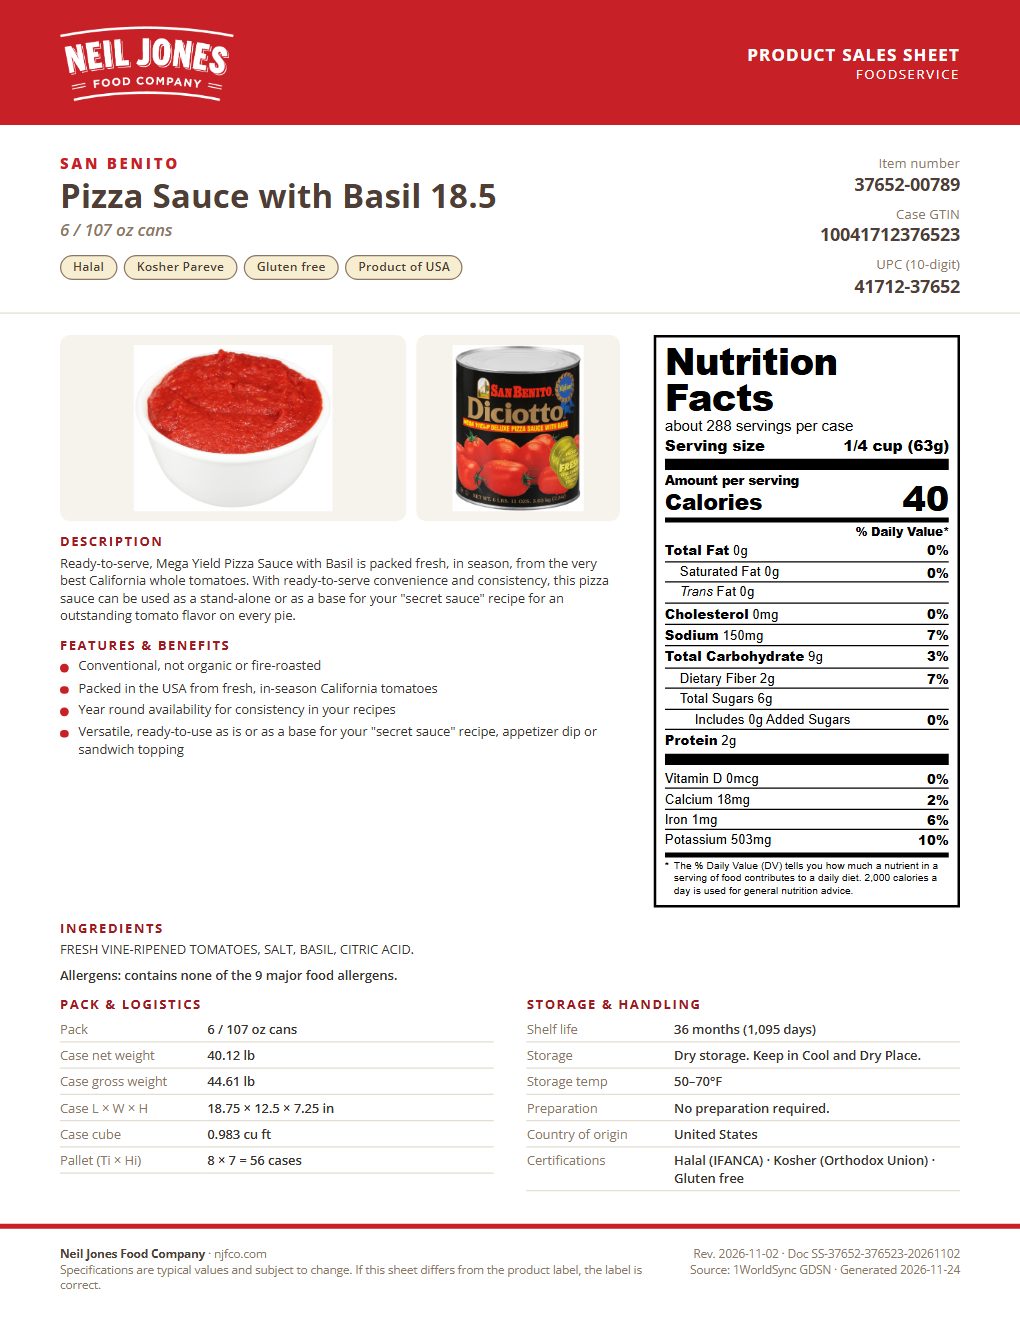 NEIL JONES
FOOD COMPANY
PRODUCT SALES SHEET
FOODSERVICE
SAN BENITO
Pizza Sauce with Basil 18.5
6 / 107 oz cans
Halal
Kosher Pareve
Gluten free
Product of USA
Item number
37652-00789
Case GTIN
10041712376523
UPC (10-digit)
41712-37652
SAN BENITO
Diciotto
MEGA YIELD DELUXE PIZZA SAUCE WITH BASIL
FRESH
Nutrition
Facts
about 288 servings per case
Serving size 1/4 cup (63g)
Amount per serving
Calories 40
% Daily Value*
Total Fat 0g 0%
Saturated Fat 0g 0%
Trans Fat 0g
Cholesterol 0mg 0%
Sodium 150mg 7%
Total Carbohydrate 9g 3%
Dietary Fiber 2g 7%
Total Sugars 6g
Includes 0g Added Sugars 0%
Protein 2g
Vitamin D 0mcg 0%
Calcium 18mg 2%
Iron 1mg 6%
Potassium 503mg 10%
* The % Daily Value (DV) tells you how much a nutrient in a
serving of food contributes to a daily diet. 2,000 calories a
day is used for general nutrition advice.
DESCRIPTION
Ready-to-serve, Mega Yield Pizza Sauce with Basil is packed fresh, in season, from the very
best California whole tomatoes. With ready-to-serve convenience and consistency, this pizza
sauce can be used as a stand-alone or as a base for your "secret sauce" recipe for an
outstanding tomato flavor on every pie.
FEATURES & BENEFITS
Conventional, not organic or fire-roasted
Packed in the USA from fresh, in-season California tomatoes
Year round availability for consistency in your recipes
Versatile, ready-to-use as is or as a base for your "secret sauce" recipe, appetizer dip or
sandwich topping
INGREDIENTS
FRESH VINE-RIPENED TOMATOES, SALT, BASIL, CITRIC ACID.
Allergens: contains none of the 9 major food allergens.
PACK & LOGISTICS
Pack 6 / 107 oz cans
Case net weight 40.12 lb
Case gross weight 44.61 lb
Case L × W × H 18.75 × 12.5 × 7.25 in
Case cube 0.983 cu ft
Pallet (Ti × Hi) 8 × 7 = 56 cases
STORAGE & HANDLING
Shelf life 36 months (1,095 days)
Storage Dry storage. Keep in Cool and Dry Place.
Storage temp 50–70°F
Preparation No preparation required.
Country of origin United States
Certifications Halal (IFANCA) · Kosher (Orthodox Union) ·
Gluten free
Neil Jones Food Company · njfco.com
Specifications are typical values and subject to change. If this sheet differs from the product label, the label is
correct.
Rev. 2026-11-02 · Doc SS-37652-376523-20261102
Source: 1WorldSync GDSN · Generated 2026-11-24